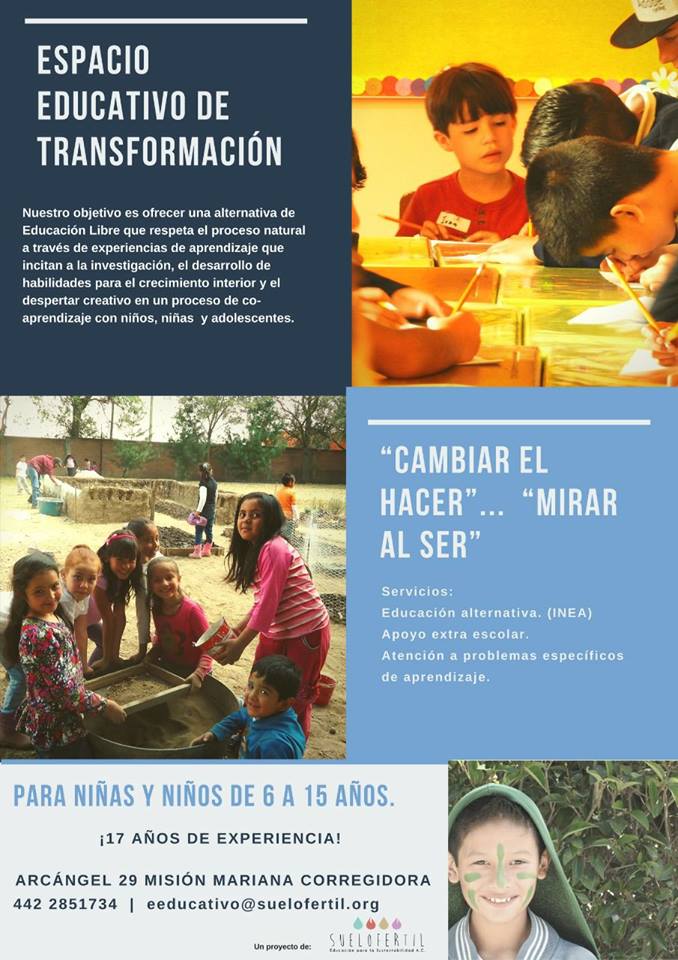 ESPACIO
EDUCATIVO DE
TRANSFORMACIÓN
Nuestro objetivo es ofrecer una alternativa de
Educación Libre que respeta el proceso natural
a través de experiencias de aprendizaje que
incitan a la investigación, el desarrollo de
habilidades para el crecimiento interior y el
despertar creativo en un proceso de co-
aprendizaje con niños, niñas y adolescentes.
“CAMBIAR EL
HACER”... “MIRAR
AL SER”
Servicios:
Educación alternativa. (INEA)
Apoyo extra escolar.
Atención a problemas específicos
de aprendizaje.
PARA NIÑAS Y NIÑOS DE 6 A 15 AÑOS.
¡17 AÑOS DE EXPERIENCIA!
ARCÁNGEL 29 MISIÓN MARIANA CORREGIDORA
442 2851734 | eeducativo@suelofertil.org
Un proyecto de:
SUELOFERTIL
Educación para la Sustentabilidad A.C.